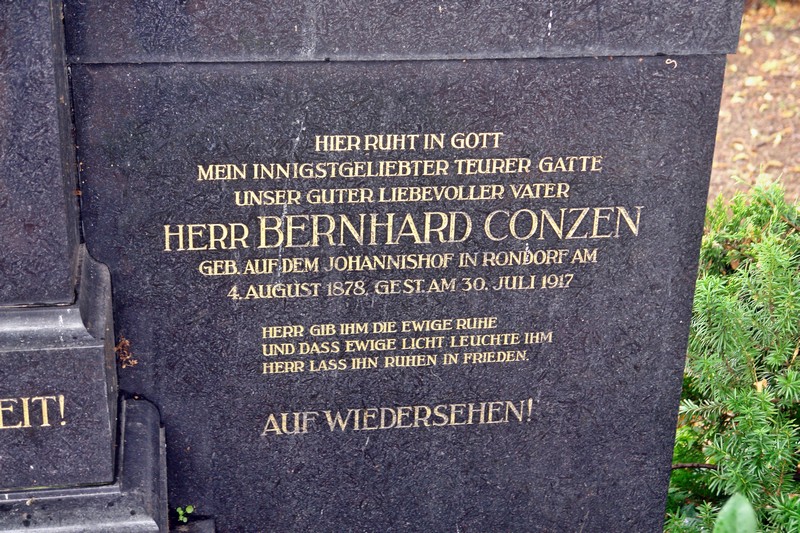 HIER RUHT IN GOTT
MEIN INNIGSTGELIEBTER TEURER GATTE
UNSER GUTER LIEBEVOLLER VATER
HERR BERNHARD CONZEN
GEB. AUF DEM JOHANNISHOF IN RONDORF AM
4. AUGUST 1878, GEST. AM 30. JULI 1917
HERR GIB IHM DIE EWIGE RUHE
UND DASS EWIGE LICHT LEUCHTE IHM
HERR LASS IHN RUHEN IN FRIEDEN.
AUF WIEDERSEHEN!
EIT!